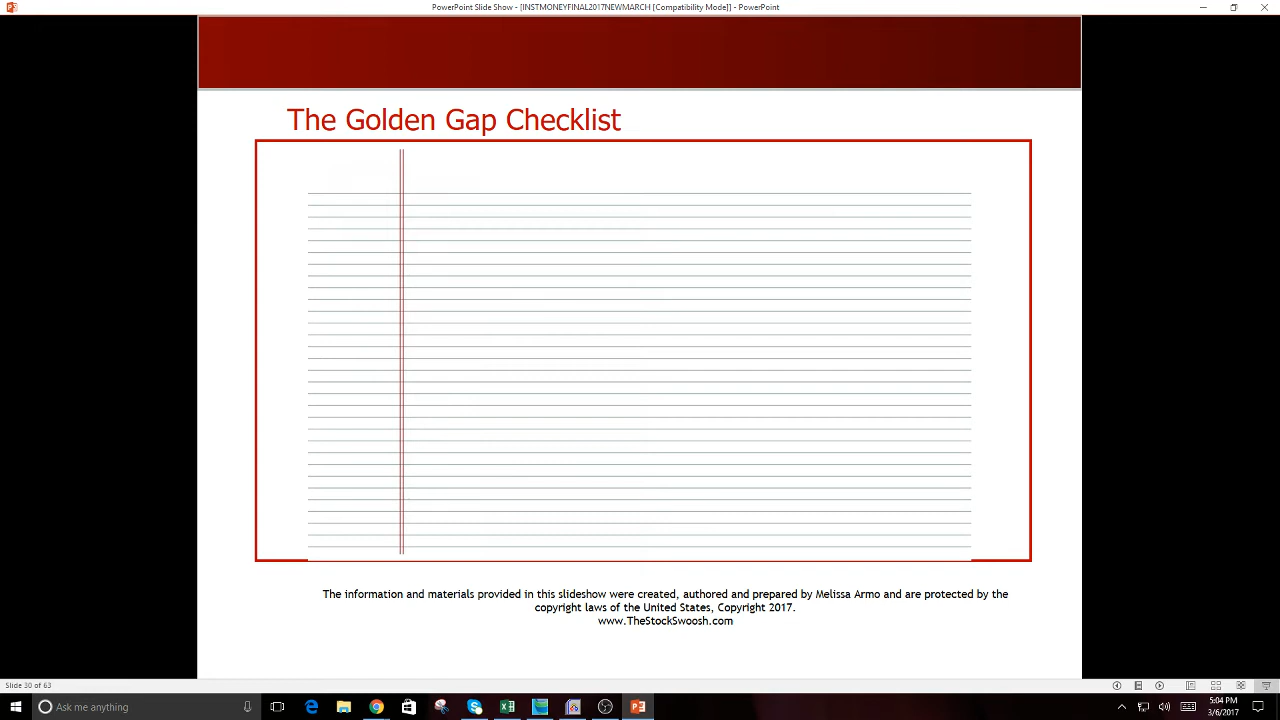 PowerPoint Slide Show - [INSTMONEYFINAL2017NEWMARCH [Compatibility Mode]] - PowerPoint
The Golden Gap Checklist
The information and materials provided in this slideshow were created, authored and prepared by Melissa Armo and are protected by the
copyright laws of the United States, Copyright 2017.
www.TheStockSwoosh.com
Slide 30 of 63
Ask me anything
5:04 PM
3/6/2017